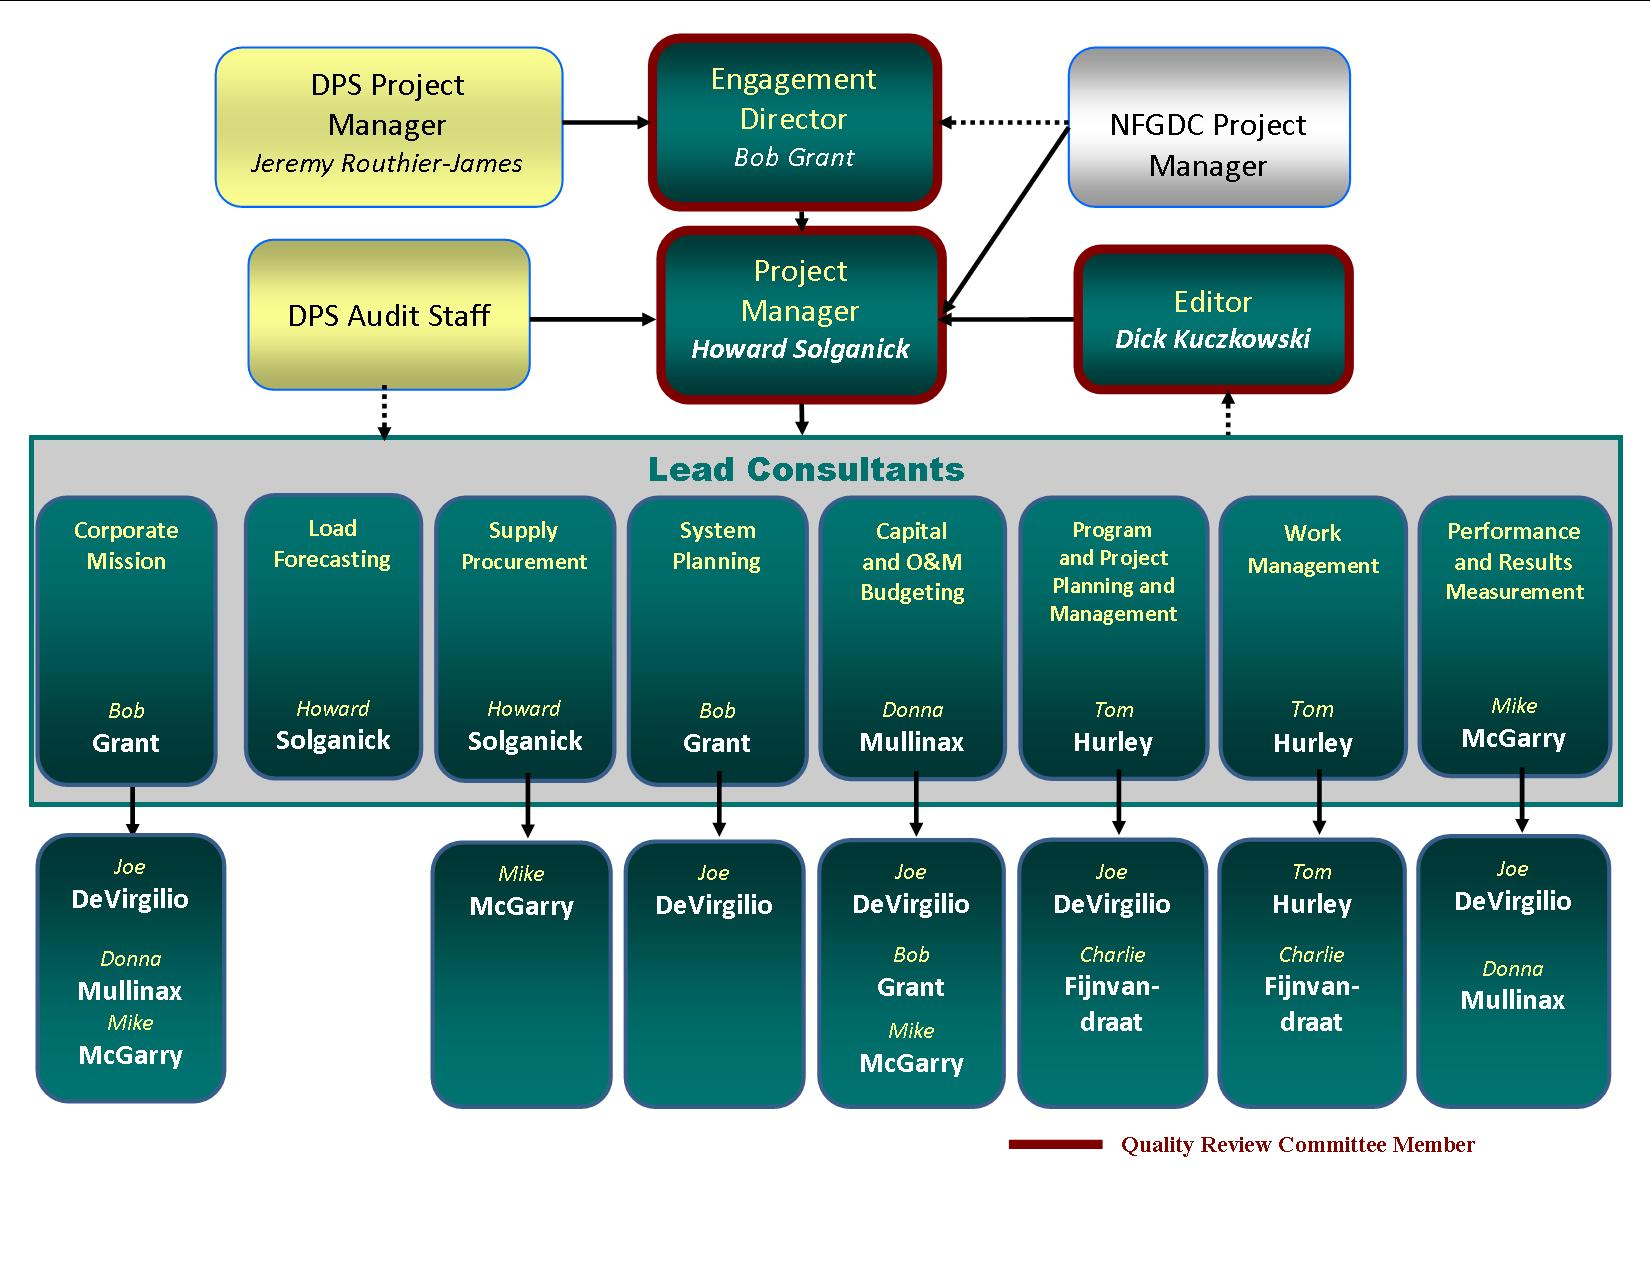 DPS Project
Manager
Jeremy Routhier-James
Engagement
Director
Bob Grant
NFGDC Project
Manager
DPS Audit Staff
Project
Manager
Howard Solganick
Editor
Dick Kuczkowski
Lead Consultants
Corporate
Mission
Bob
Grant
Load
Forecasting
Howard
Solganick
Supply
Procurement
Howard
Solganick
System
Planning
Bob
Grant
Capital
and O&M
Budgeting
Donna
Mullinax
Program
and Project
Planning and
Management
Tom
Hurley
Work
Management
Tom
Hurley
Performance
and Results
Measurement
Mike
McGarry
Joe
DeVirgilio
Donna
Mullinax
Mike
McGarry
Mike
McGarry
Joe
DeVirgilio
Joe
DeVirgilio
Bob
Grant
Mike
McGarry
Joe
DeVirgilio
Charlie
Fijnvan-
draat
Tom
Hurley
Charlie
Fijnvan-
draat
Joe
DeVirgilio
Donna
Mullinax
Quality Review Committee Member